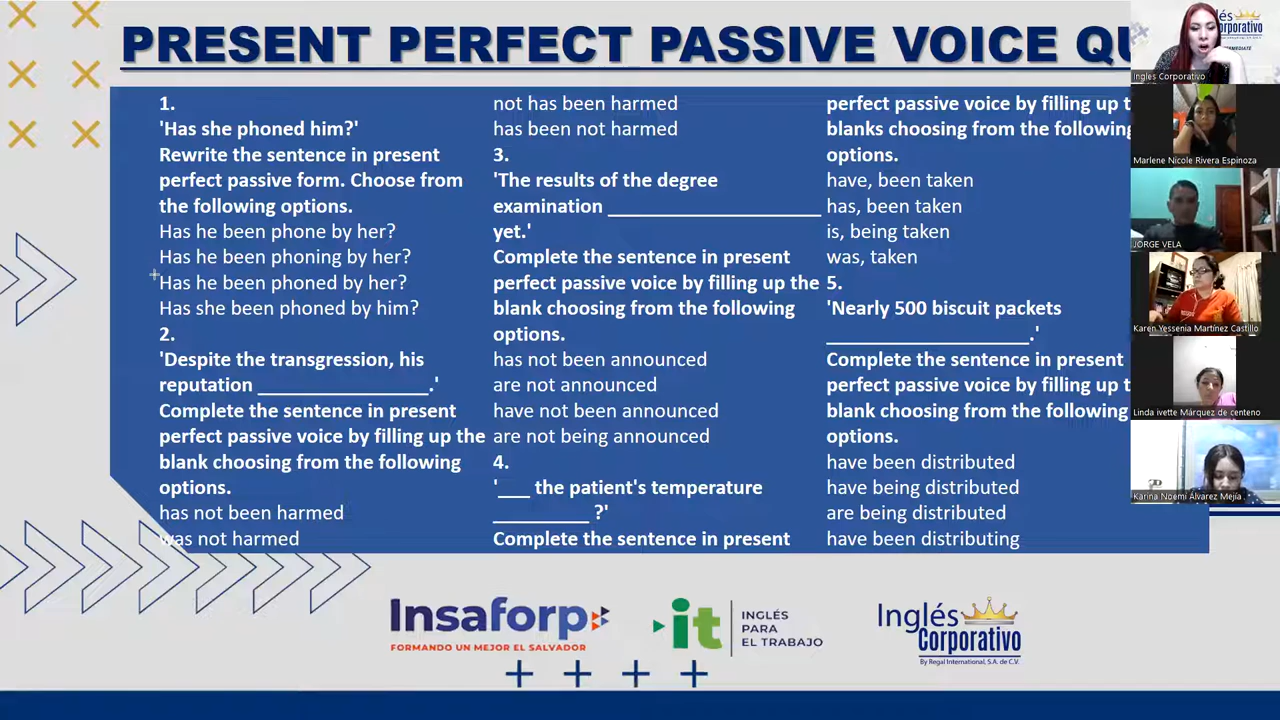 PRESENT PERFECT PASSIVE VOICE
1.
'Has she phoned him?'
Rewrite the sentence in present
perfect passive form. Choose from
the following options.
Has he been phone by her?
Has he been phoning by her?
Has he been phoned by her?
Has she been phoned by him?
2.
'Despite the transgression, his
reputation ________________.'
Complete the sentence in present
perfect passive voice by filling up the
blank choosing from the following
options.
has not been harmed
was not harmed
not has been harmed
has been not harmed
3.
'The results of the degree
examination ____________________
yet.'
Complete the sentence in present
perfect passive voice by filling up the
blank choosing from the following
options.
has not been announced
are not announced
have not been announced
are not being announced
4.
'___ the patient's temperature
_________ ?'
Complete the sentence in present
perfect passive voice by filling up
blanks choosing from the following
options.
have, been taken
has, been taken
is, being taken
was, taken
5.
'Nearly 500 biscuit packets
___________________.'
Complete the sentence in present
perfect passive voice by filling up
blank choosing from the following
options.
have been distributed
have being distributed
are being distributed
have been distributing
Insaforp
FORMANDO UN MEJOR EL SALVADOR
it
INGLÉS
PARA
EL TRABAJO
Inglés
Corporativo
By Regal International, S.A. de C.V.
Ingles Corporativo
Marlene Nicole Rivera Espinoza
JORGE VELA
Karen Yessenia Martínez Castillo
Linda ivette Márquez de centeno
Karina Noemí Álvarez Mejía